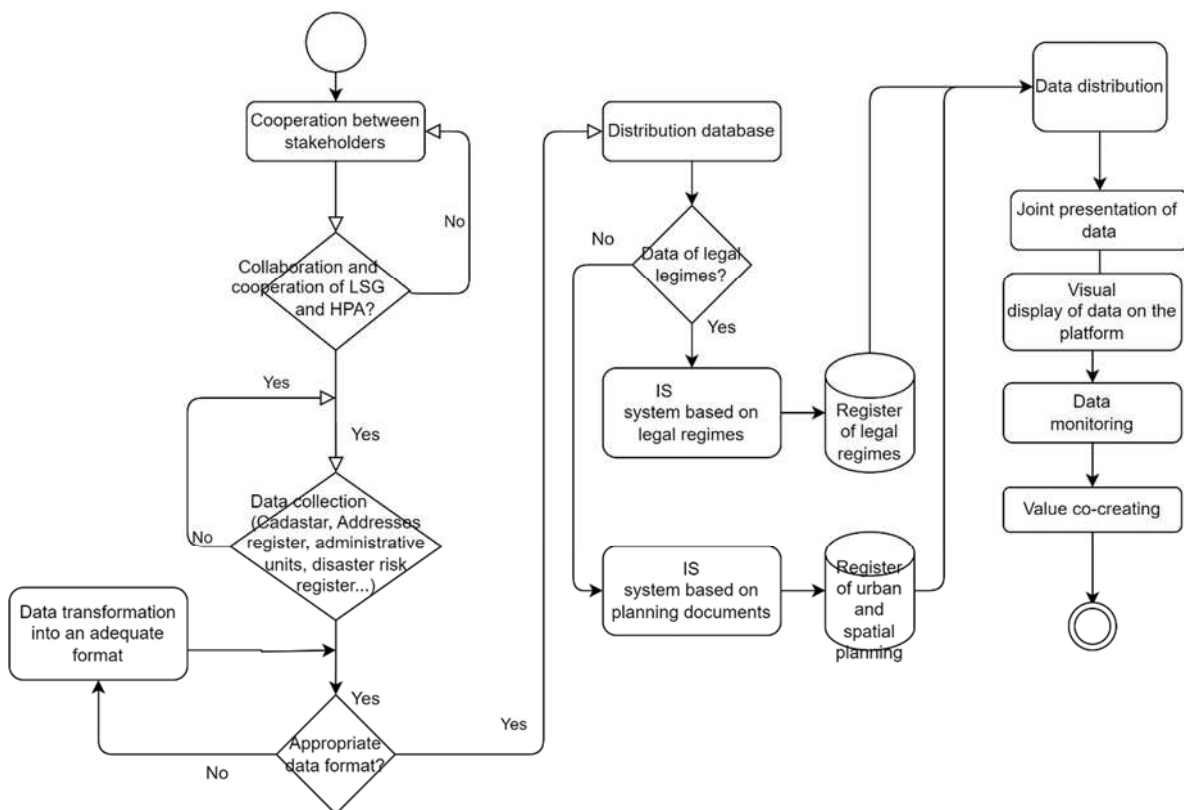 Cooperation between
stakeholders
No
Collaboration and
cooperation of LSG
and HPA?
Yes
Yes
Data collection
(Cadastar, Addresses
register, administrative
units, disaster risk
register...)
No
Data transformation
into an adequate
format
Yes
Appropriate
data format?
No
Yes
Distribution database
No
Data of legal
legimes?
Yes
IS
system based on
legal regimes
Register
of legal
regimes
IS
system based on
planning documents
Register
of urban
and
spatial
planning
Data distribution
Joint presentation of
data
Visual
display of data on the
platform
Data
monitoring
Value co-creating